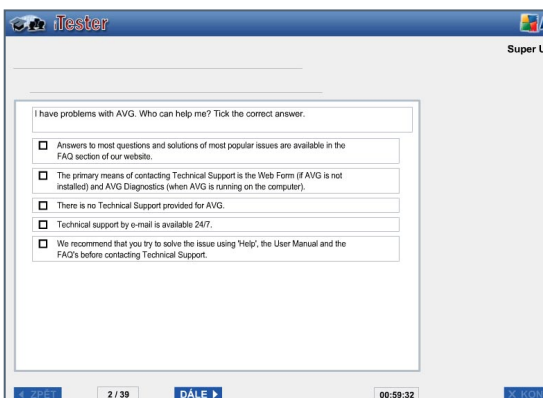 iTester
Super U
I have problems with AVG. Who can help me? Tick the correct answer.
Answers to most questions and solutions of most popular issues are available in the
FAQ section of our website.
The primary means of contacting Technical Support is the Web Form (if AVG is not
installed) and AVG Diagnostics (when AVG is running on the computer).
There is no Technical Support provided for AVG.
Technical support by e-mail is available 24/7.
We recommend that you try to solve the issue using 'Help', the User Manual and the
FAQ's before contacting Technical Support.
ZPĚT 2 / 39 DÁLE 00:59:32 X KON